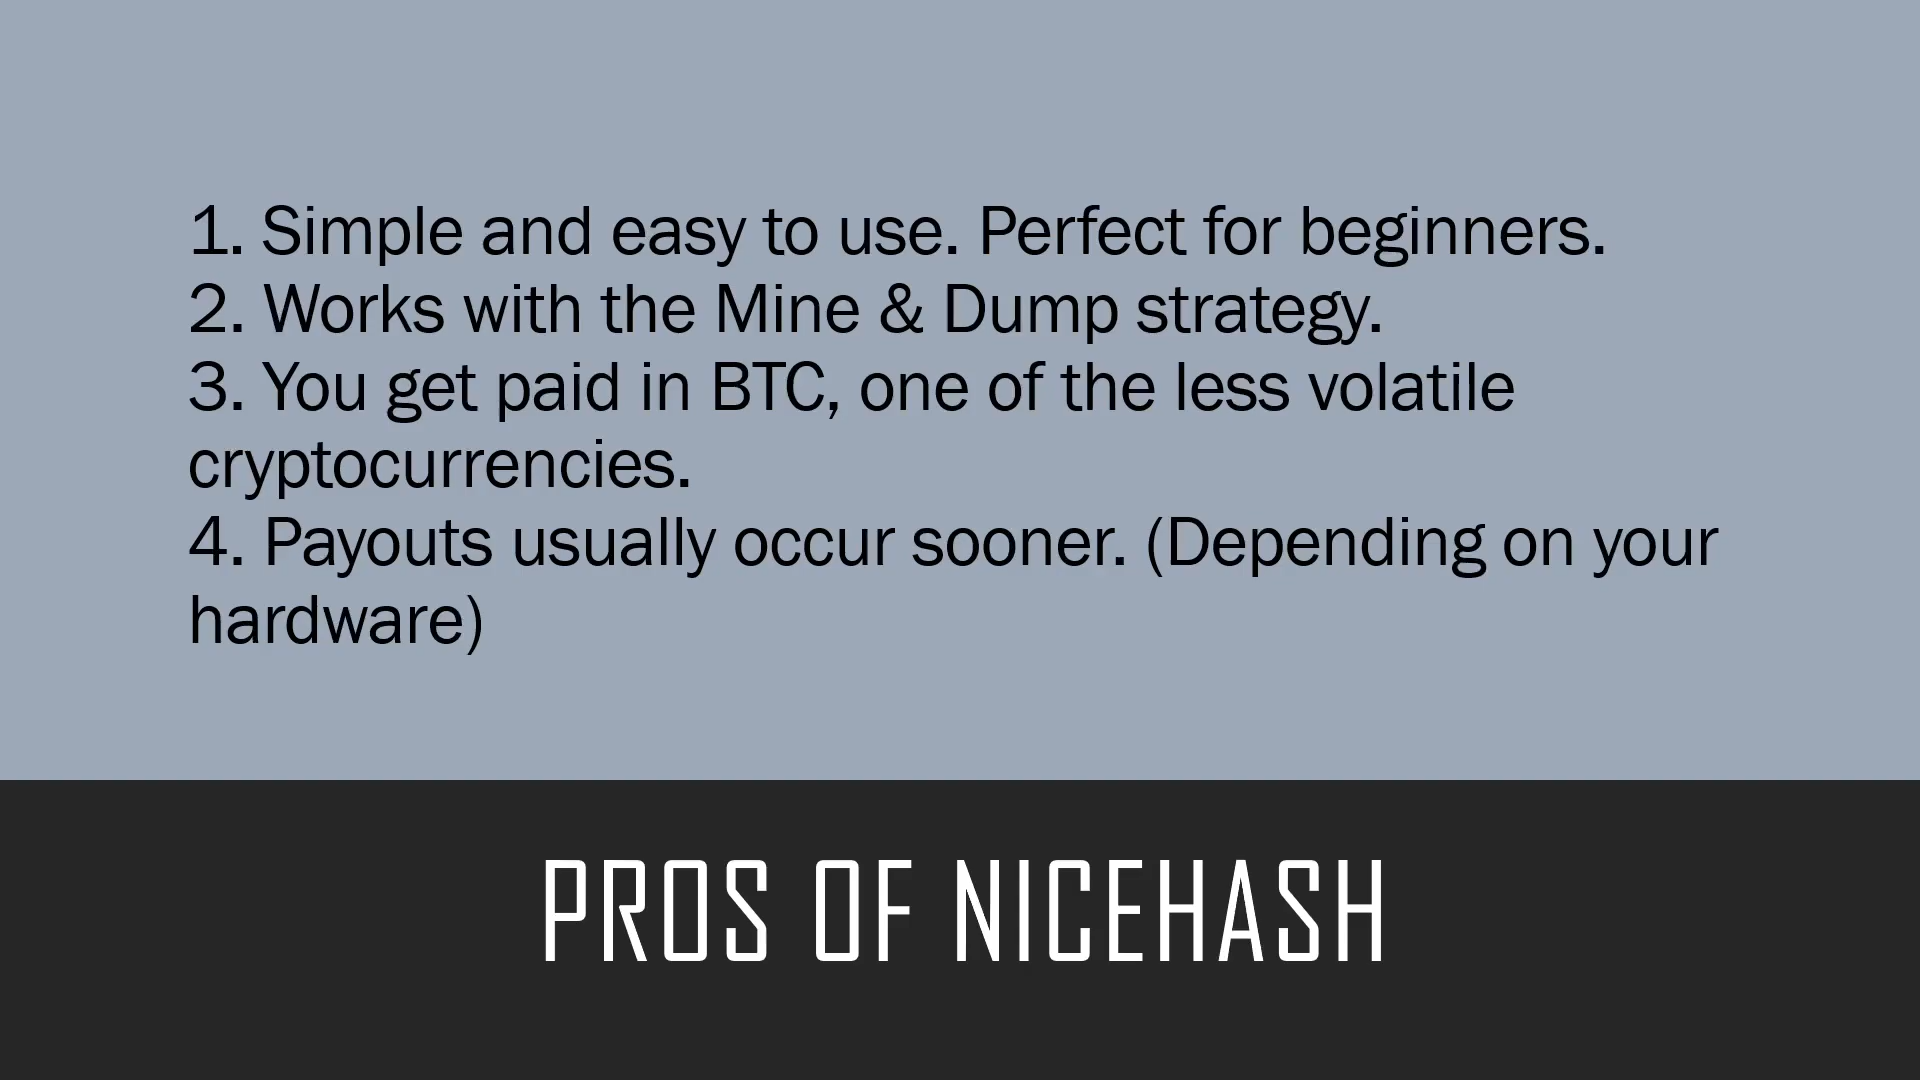 1. Simple and easy to use. Perfect for beginners.
2. Works with the Mine & Dump strategy.
3. You get paid in BTC, one of the less volatile
cryptocurrencies.
4. Payouts usually occur sooner. (Depending on your
hardware)
PROS OF NICEHASH